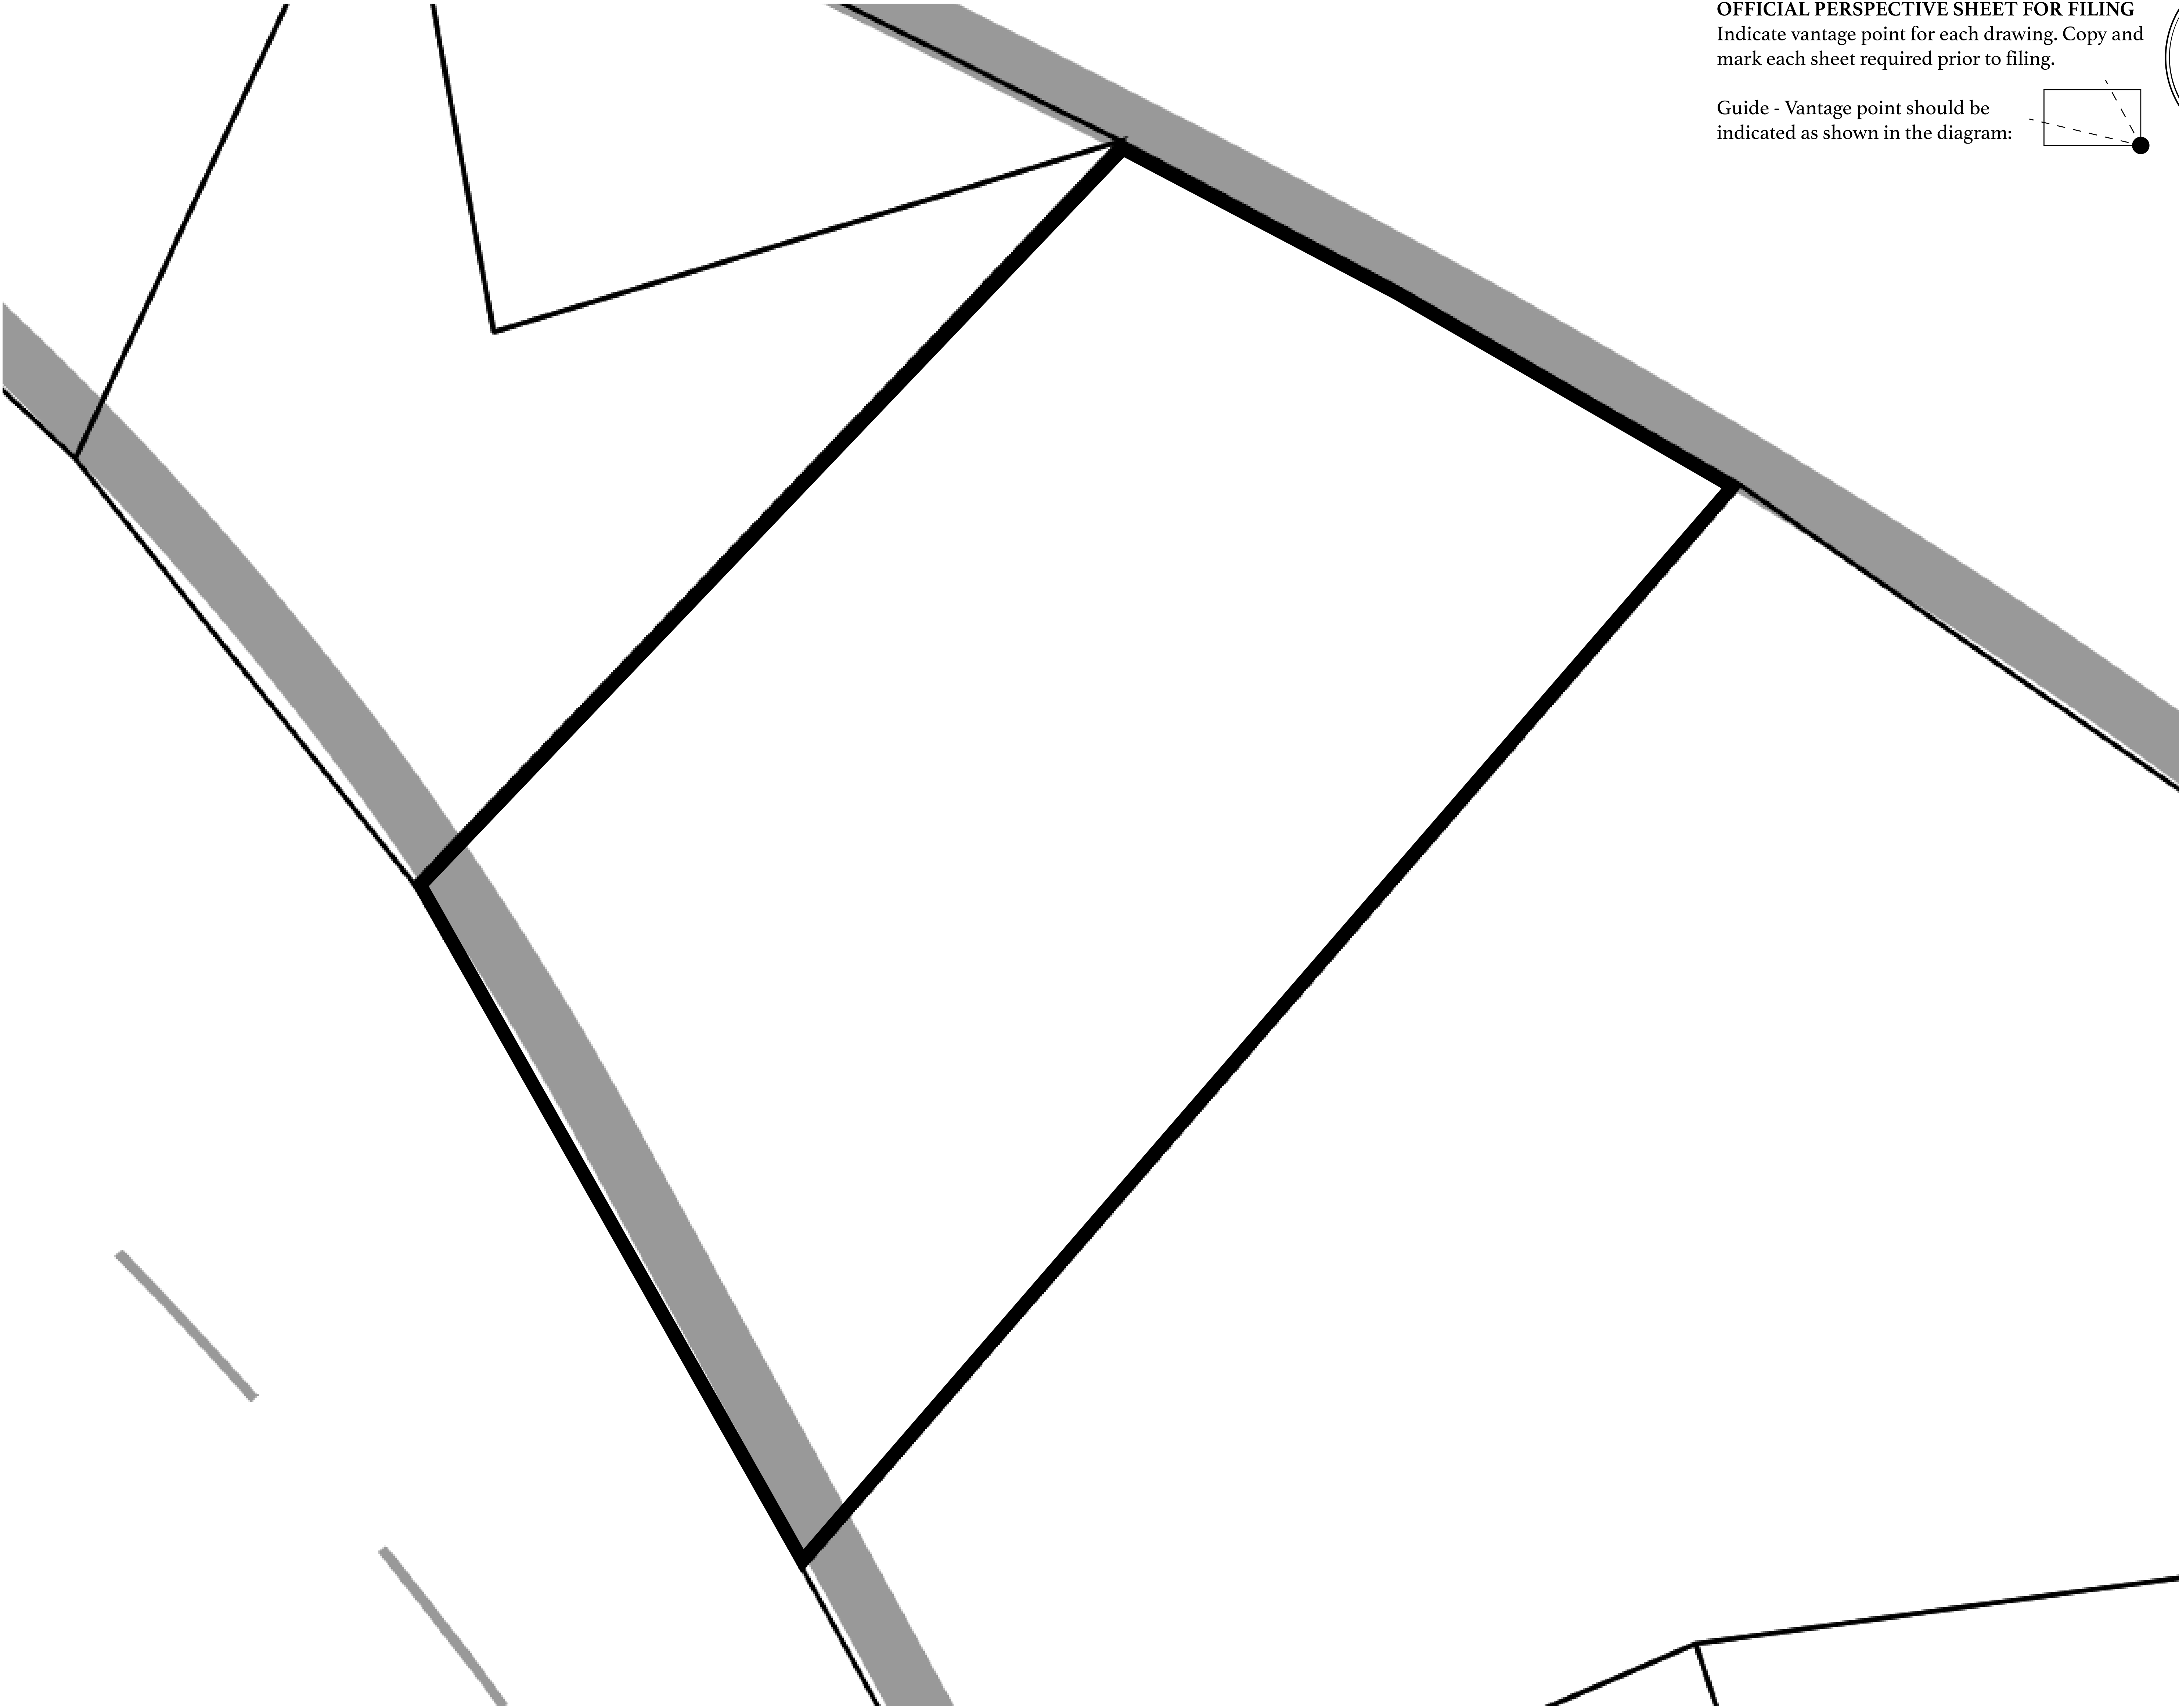 OFFICIAL PERSPECTIVE SHEET FOR FILING
Indicate vantage point for each drawing. Copy and
mark each sheet required prior to filing.
Guide - Vantage point should be
indicated as shown in the diagram: